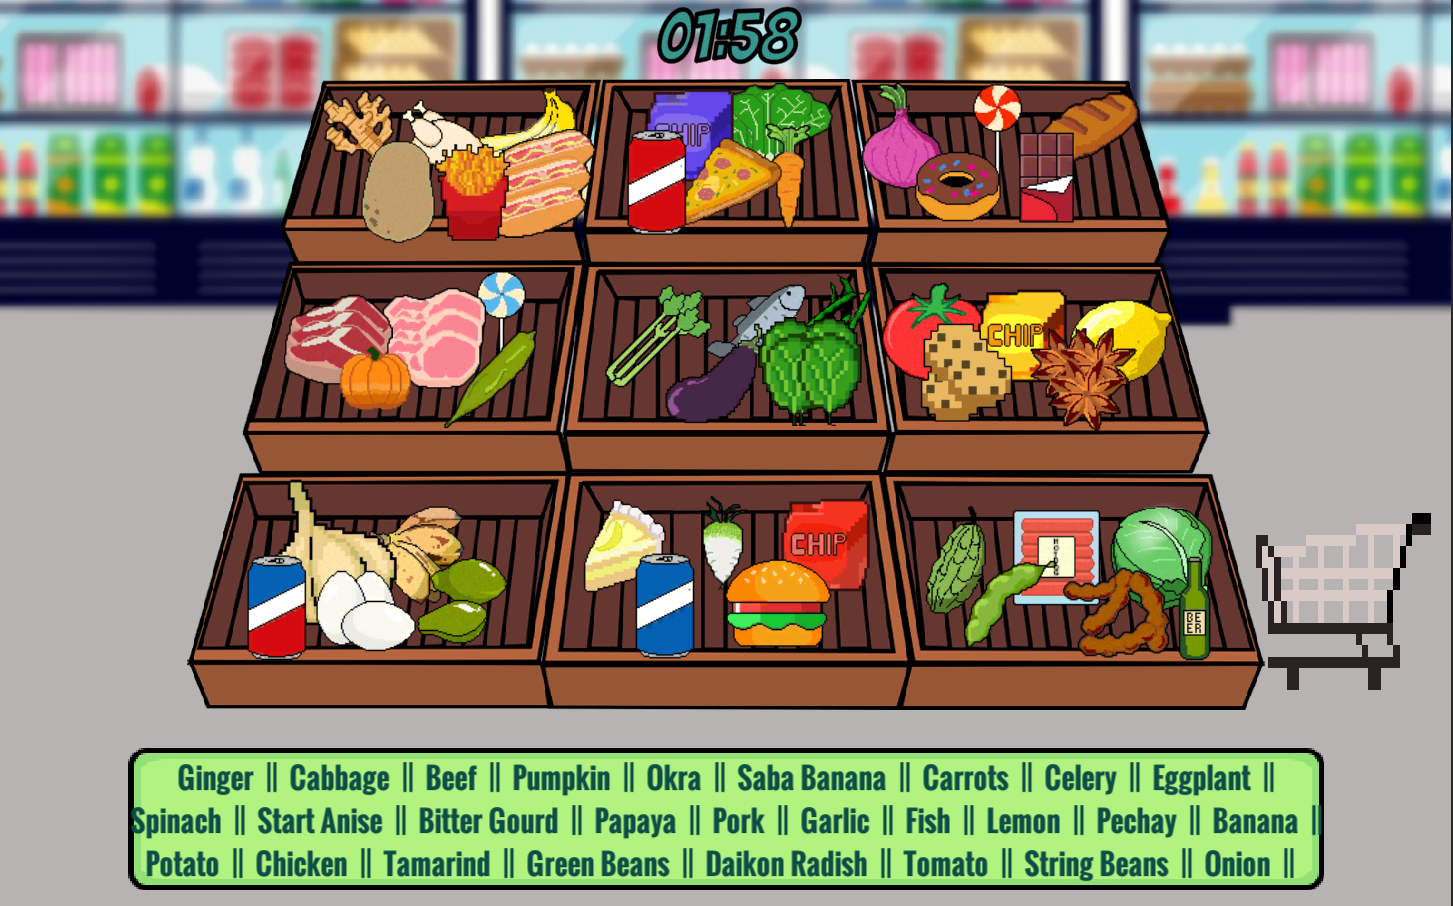 01:58
CHIP
CHIP
CHIP
HOTDOG
BE
ER
Ginger || Cabbage || Beef || Pumpkin || Okra || Saba Banana || Carrots || Celery || Eggplant ||
Spinach || Start Anise || Bitter Gourd || Papaya || Pork || Garlic || Fish || Lemon || Pechay || Banana ||
Potato || Chicken || Tamarind || Green Beans || Daikon Radish || Tomato || String Beans || Onion ||